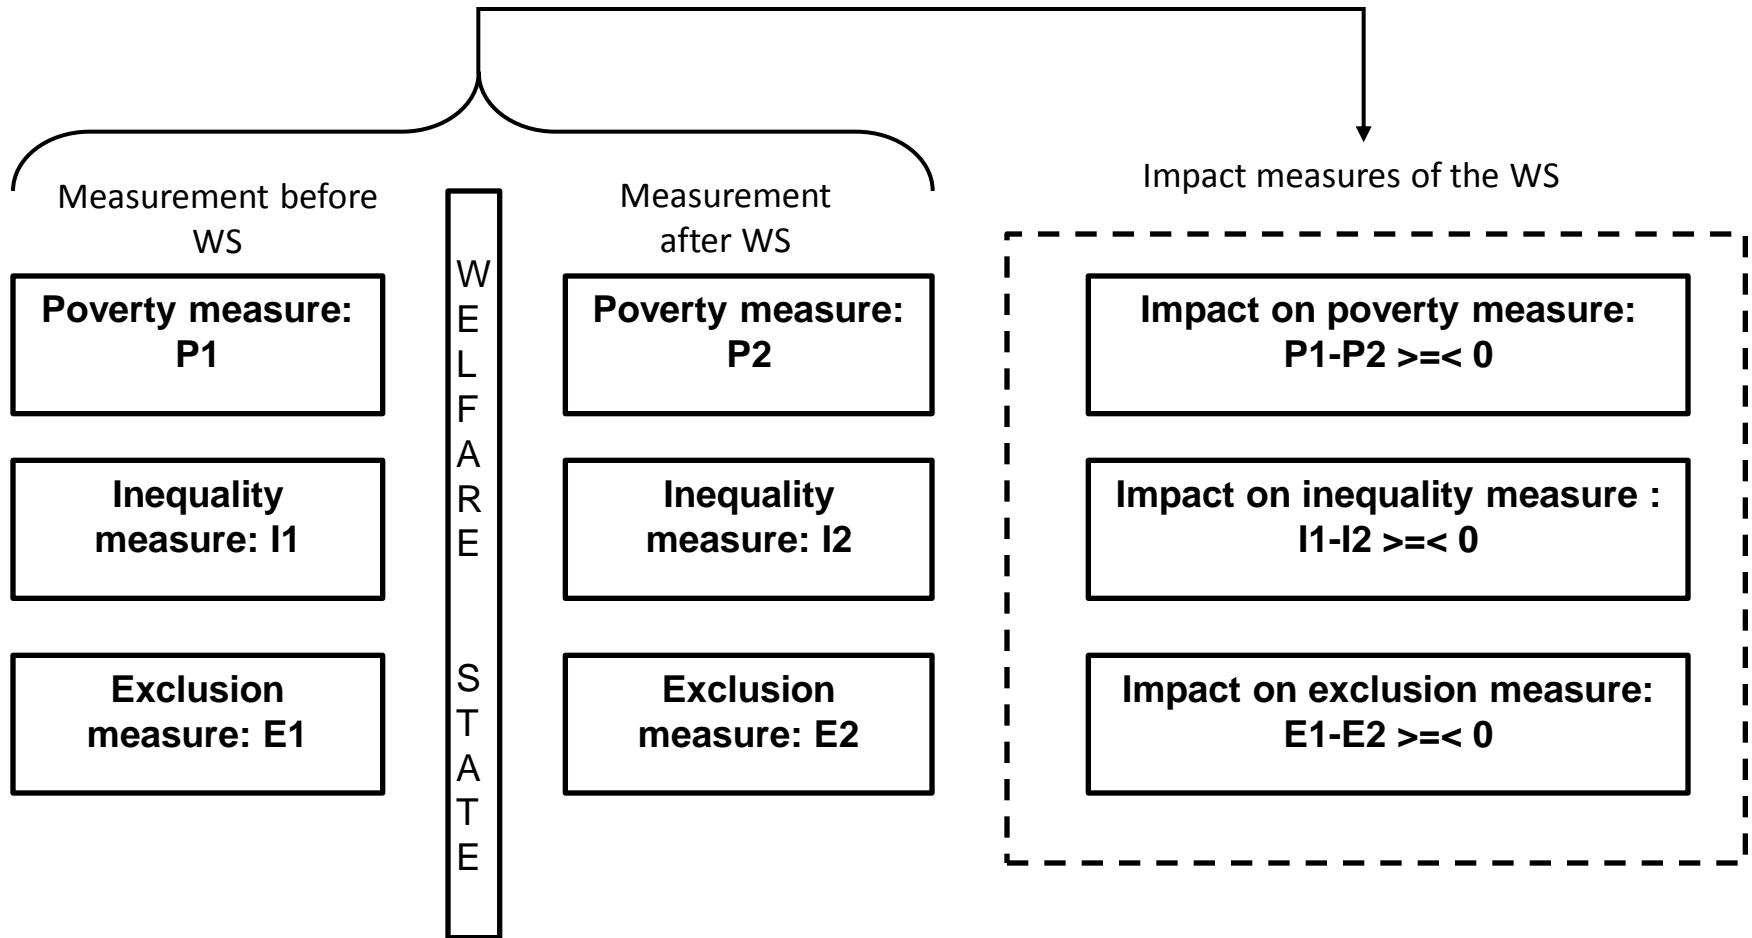 Measurement before
WS
Measurement
after WS
Impact measures of the WS
Poverty measure:
P1
Inequality
measure: I1
Exclusion
measure: E1
W
E
L
F
A
R
E
S
T
A
T
E
Poverty measure:
P2
Inequality
measure: I2
Exclusion
measure: E2
Impact on poverty measure:
P1-P2 >=< 0
Impact on inequality measure :
I1-I2 >=< 0
Impact on exclusion measure:
E1-E2 >=< 0